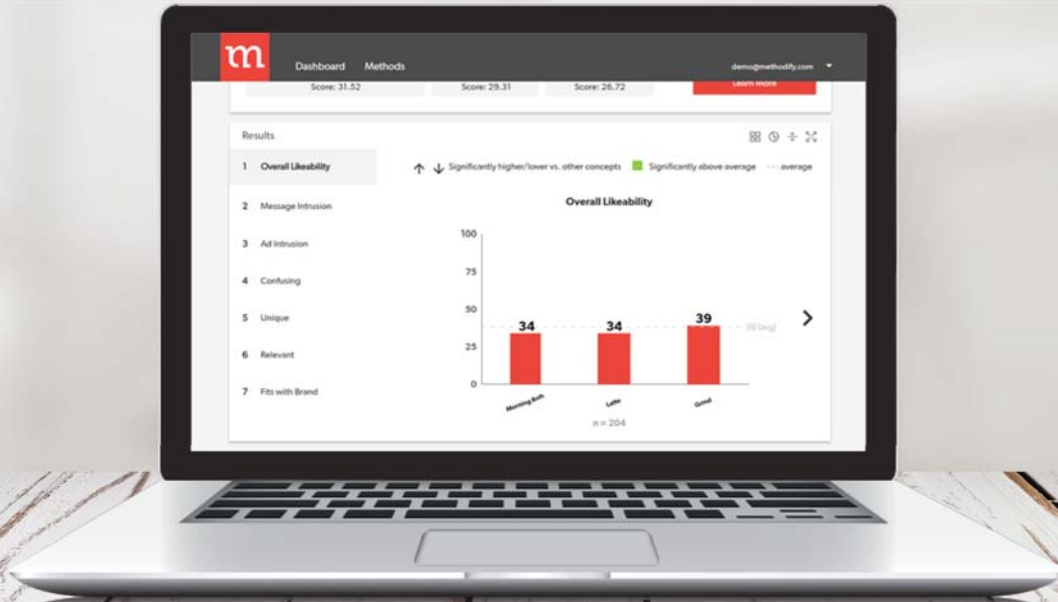 m
Dashboard Methods
demo@methodify.com
Score: 31.52 Score: 29.31 Score: 26.72
Learn More
Results
1 Overall Likeability
Significantly higher/lower vs. other concepts Significantly above average average
2 Message Intrusion
Overall Likeability
3 Ad Intrusion
4 Confusing
5 Unique
6 Relevant
7 Fits with Brand
100
75
50
25
0
34
34
39
(avg)
Morning Roh
Latte
Grind
n = 204